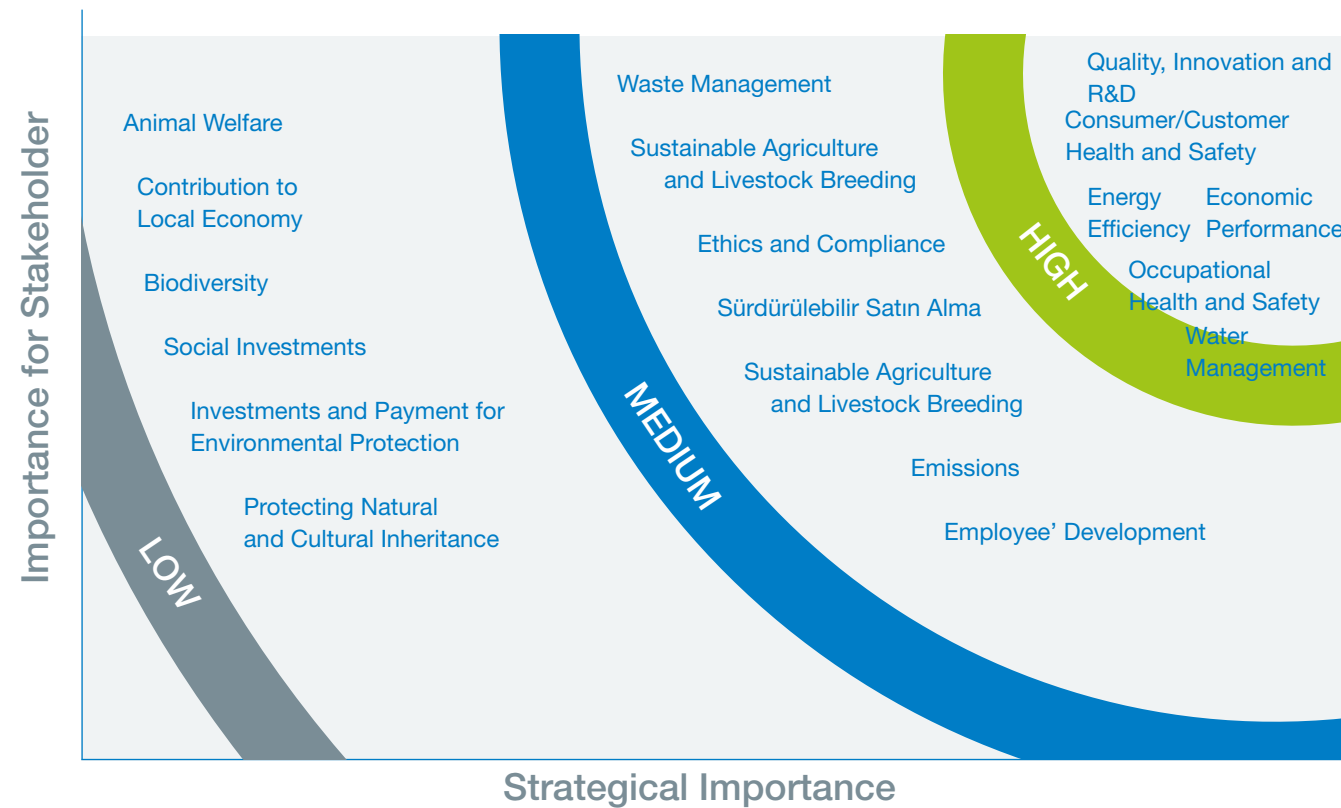 Importance for Stakeholder
Animal Welfare
Contribution to
Local Economy
Biodiversity
Social Investments
Investments and Payment for
Environmental Protection
Protecting Natural
and Cultural Inheritance
LOW
Waste Management
Sustainable Agriculture
and Livestock Breeding
Ethics and Compliance
Sürdürülebilir Satın Alma
Sustainable Agriculture
and Livestock Breeding
Emissions
Employee’ Development
MEDIUM
Quality, Innovation and
R&D
Consumer/Customer
Health and Safety
Energy
Efficiency
Economic
Performance
Occupational
Health and Safety
Water
Management
HIGH
Strategical Importance